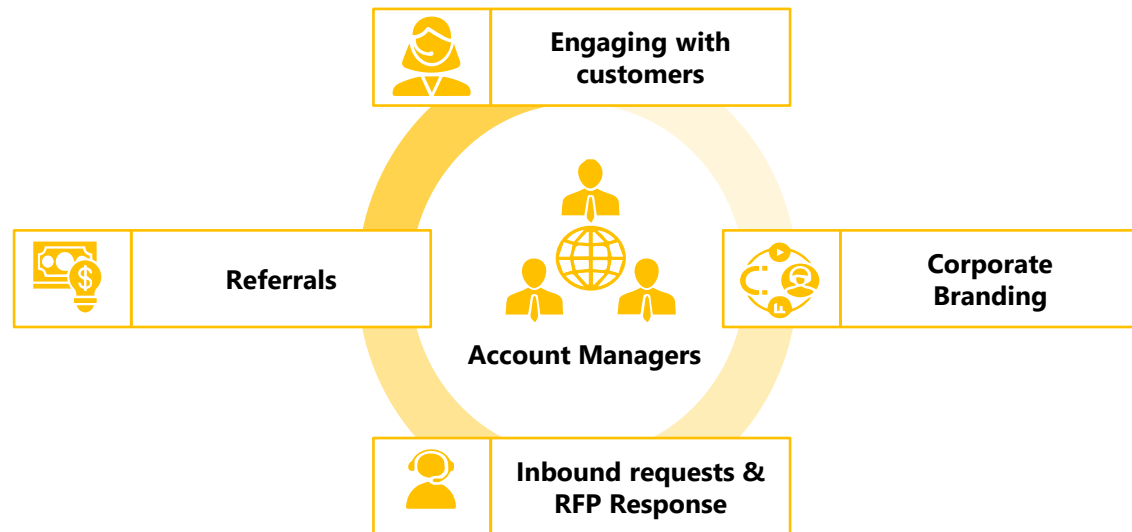 Engaging with
customers
Referrals
$
Corporate
Branding
Account Managers
Inbound requests &
RFP Response